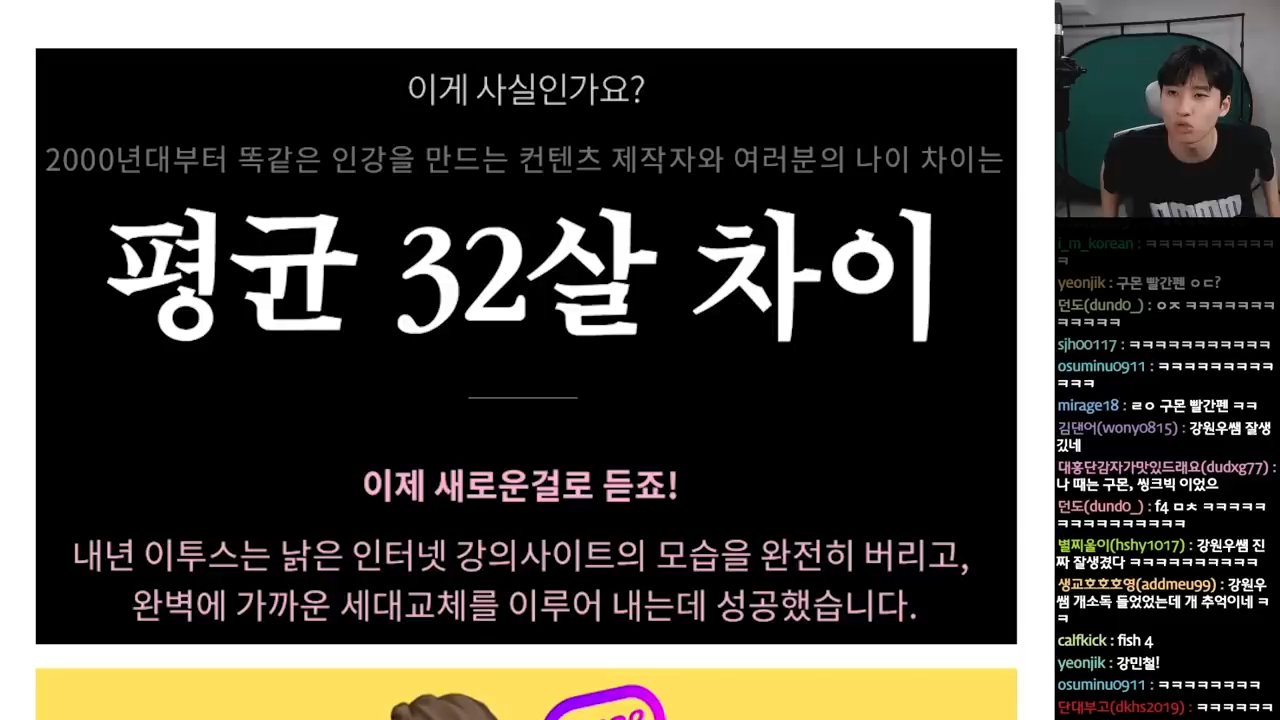 이게 사실인가요?
2000년대부터 똑같은 인강을 만드는 컨텐츠 제작자와 여러분의 나이 차이는
평균 32살 차이
이제 새로운걸로 듣죠!
내년 이투스는 낡은 인터넷 강의사이트의 모습을 완전히 버리고,
완벽에 가까운 세대교체를 이루어 내는데 성공했습니다.
i_m_korean : ㅋㅋㅋㅋㅋㅋㅋㅋㅋㅋㅋ
ㅋ
yeonjik : 구몬 빨간펜 ㅇㄷ?
던도(dundo_) : ㅇㅈ ㅋㅋㅋㅋㅋㅋㅋ
ㅋㅋㅋㅋㅋ
sjh00117 : ㅋㅋㅋㅋㅋㅋㅋㅋㅋㅋㅋ
osuminu0911 : ㅋㅋㅋㅋㅋㅋㅋㅋㅋ
ㅋㅋㅋ
mirage18 : ㄹㅇ 구몬 빨간펜 ㅋㅋ
김댄어(wony0815) : 강원우쌤 잘생
깄네
대홍단감자가맛있드래요(dudxg77) :
나 때는 구몬, 씽크빅 이었으
던도(dundo_) : f4 ㅁㅊ ㅋㅋㅋㅋㅋ
ㅋㅋㅋㅋㅋㅋㅋㅋㅋㅋ
별찌울이(hshy1017) : 강원우쌤 진
짜 잘생겼다 ㅋㅋㅋㅋㅋㅋㅋㅋㅋㅋ
생교호호호영(addmeu99) : 강원우
쌤 개소독 들었었는데 개 추억이네 ㅋ
ㅋ
calfkick : fish 4
yeonjik : 강민철!
osuminu0911 : ㅋㅋㅋㅋㅋㅋㅋㅋ
단대부고(dkhs2019) : ㅋㅋㅋㅋㅋㅋ